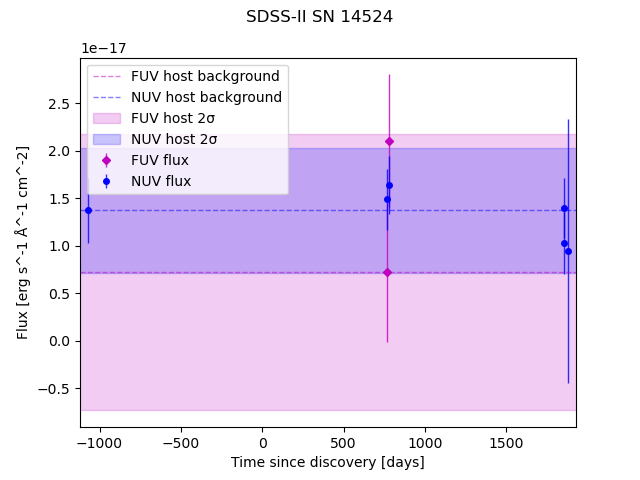 SDSS-II SN 14524
1e−17
FUV host background
NUV host background
FUV host 2σ
NUV host 2σ
FUV flux
NUV flux
2.5
2.0
1.5
1.0
0.5
0.0
−0.5
Flux [erg s^-1 Å^-1 cm^-2]
−1000
−500
0
500
1000
1500
Time since discovery [days]